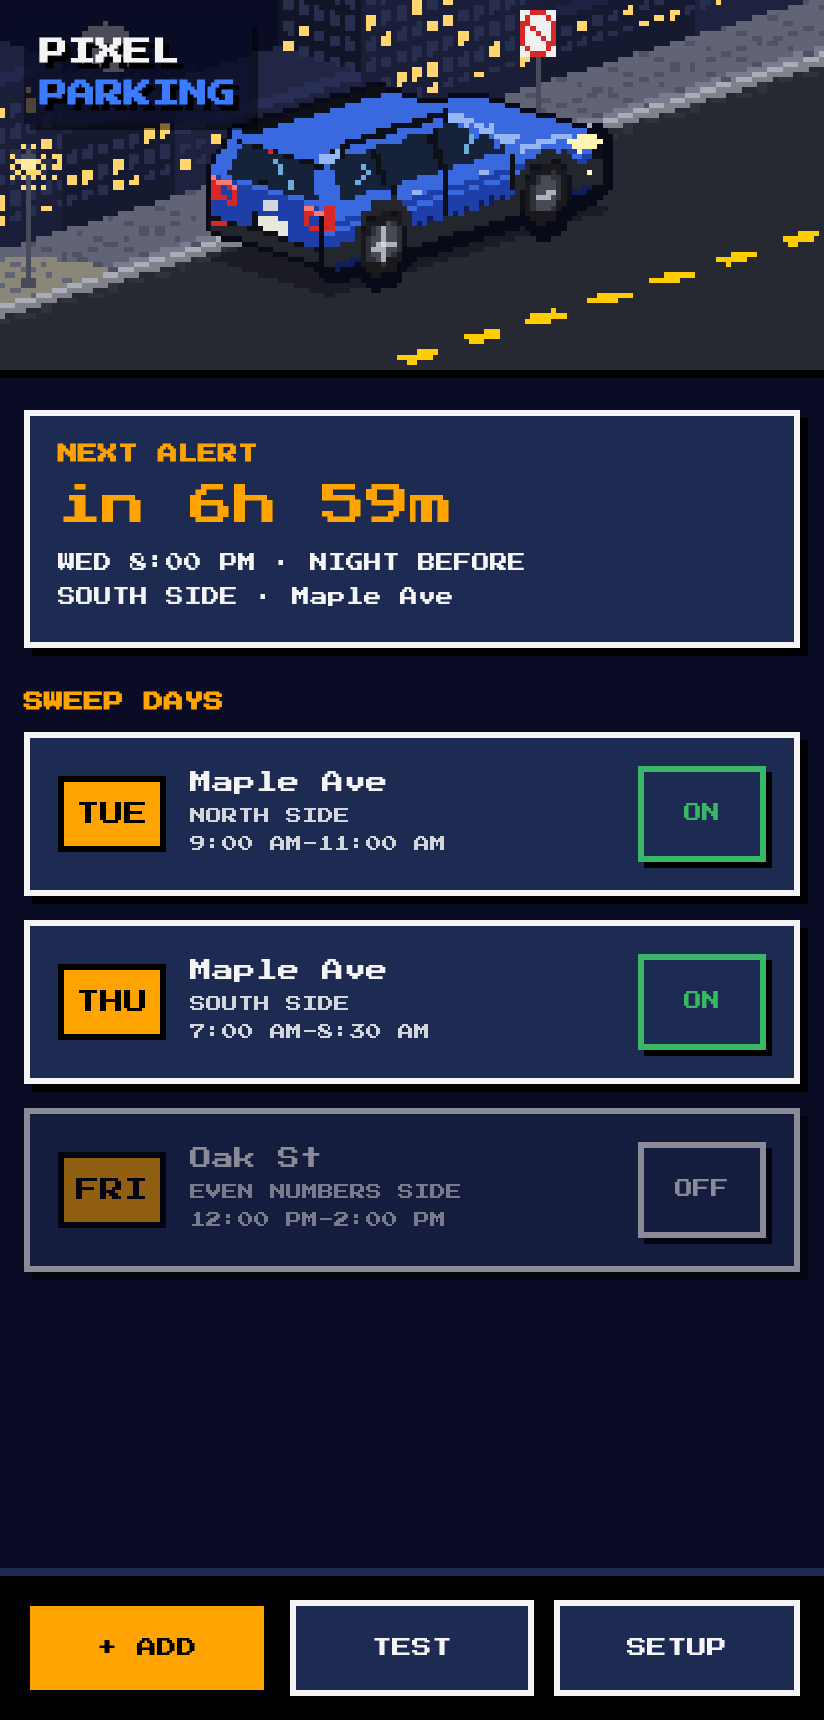 PIXEL
PARKING
NEXT ALERT
in 6h 59m
WED 8:00 PM · NIGHT BEFORE
SOUTH SIDE · Maple Ave
SWEEP DAYS
TUE
Maple Ave
NORTH SIDE
9:00 AM–11:00 AM
ON
THU
Maple Ave
SOUTH SIDE
7:00 AM–8:30 AM
ON
FRI
Oak St
EVEN NUMBERS SIDE
12:00 PM–2:00 PM
OFF
+ ADD
TEST
SETUP